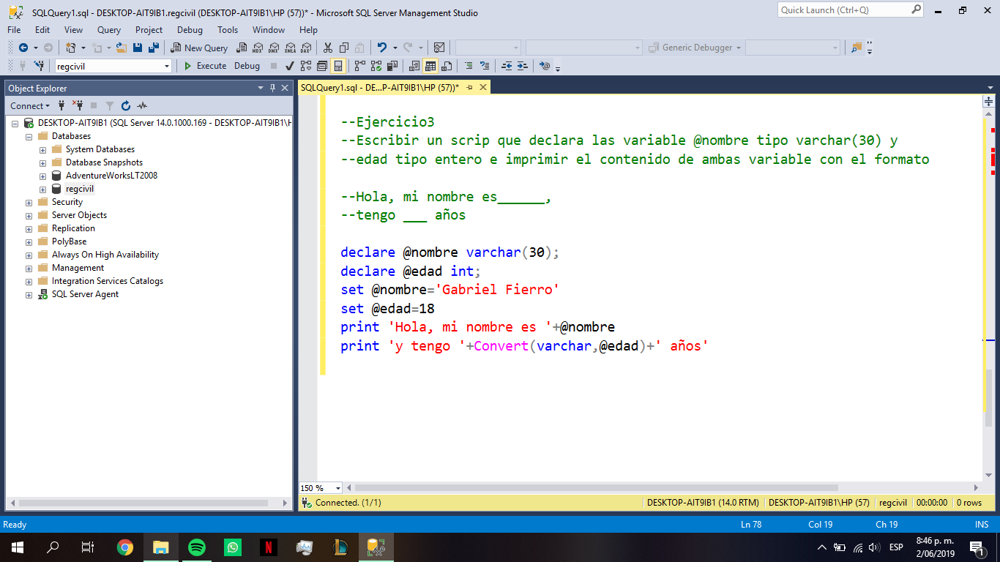 SQLQuery1.sql - DESKTOP-AIT9IB1.regcivil (DESKTOP-AIT9IB1\HP (57))* - Microsoft SQL Server Management Studio
Quick Launch (Ctrl+Q)
File Edit View Query Project Debug Tools Window Help
New Query
MDX DMX XMLA DAX
Generic Debugger
regcivil
Execute Debug
Object Explorer
SQLQuery1.sql - DE...P-AIT9IB1\HP (57))*
Connect
DESKTOP-AIT9IB1 (SQL Server 14.0.1000.169 - DESKTOP-AIT9IB1\H
Databases
System Databases
Database Snapshots
AdventureWorksLT2008
regcivil
Security
Server Objects
Replication
PolyBase
Always On High Availability
Management
Integration Services Catalogs
SQL Server Agent
--Ejercicio3
--Escribir un scrip que declara las variable @nombre tipo varchar(30) y
--edad tipo entero e imprimir el contenido de ambas variable con el formato
--Hola, mi nombre es______,
--tengo ___ años
declare @nombre varchar(30);
declare @edad int;
set @nombre='Gabriel Fierro'
set @edad=18
print 'Hola, mi nombre es '+@nombre
print 'y tengo '+Convert(varchar,@edad)+' años'
150 %
Connected. (1/1)
DESKTOP-AIT9IB1 (14.0 RTM) DESKTOP-AIT9IB1\HP (57) regcivil 00:00:00 0 rows
Ready
Ln 78 Col 19 Ch 19 INS
N
ESP
8:46 p. m.
2/06/2019
1